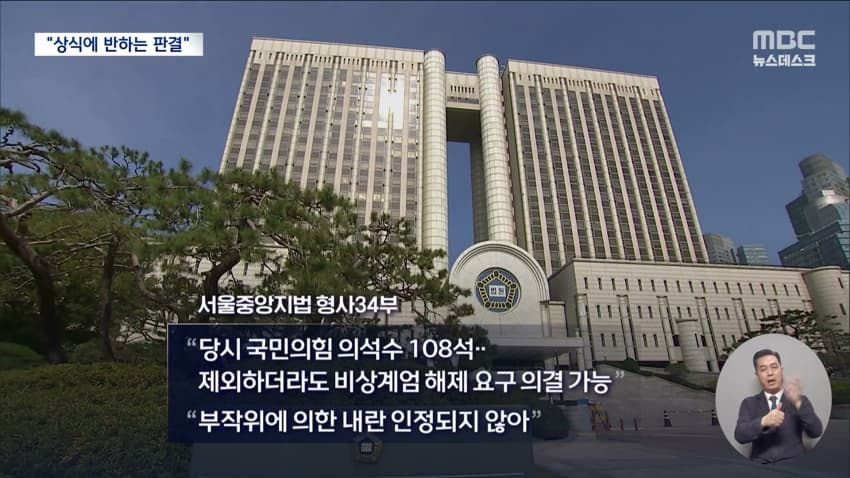 "상식에 반하는 판결"
MBC
뉴스데스크
법원
서울중앙지법 형사34부
"당시 국민의힘 의석수 108석··
제외하더라도 비상계엄 해제 요구 의결 가능"
"부작위에 의한 내란 인정되지 않아"